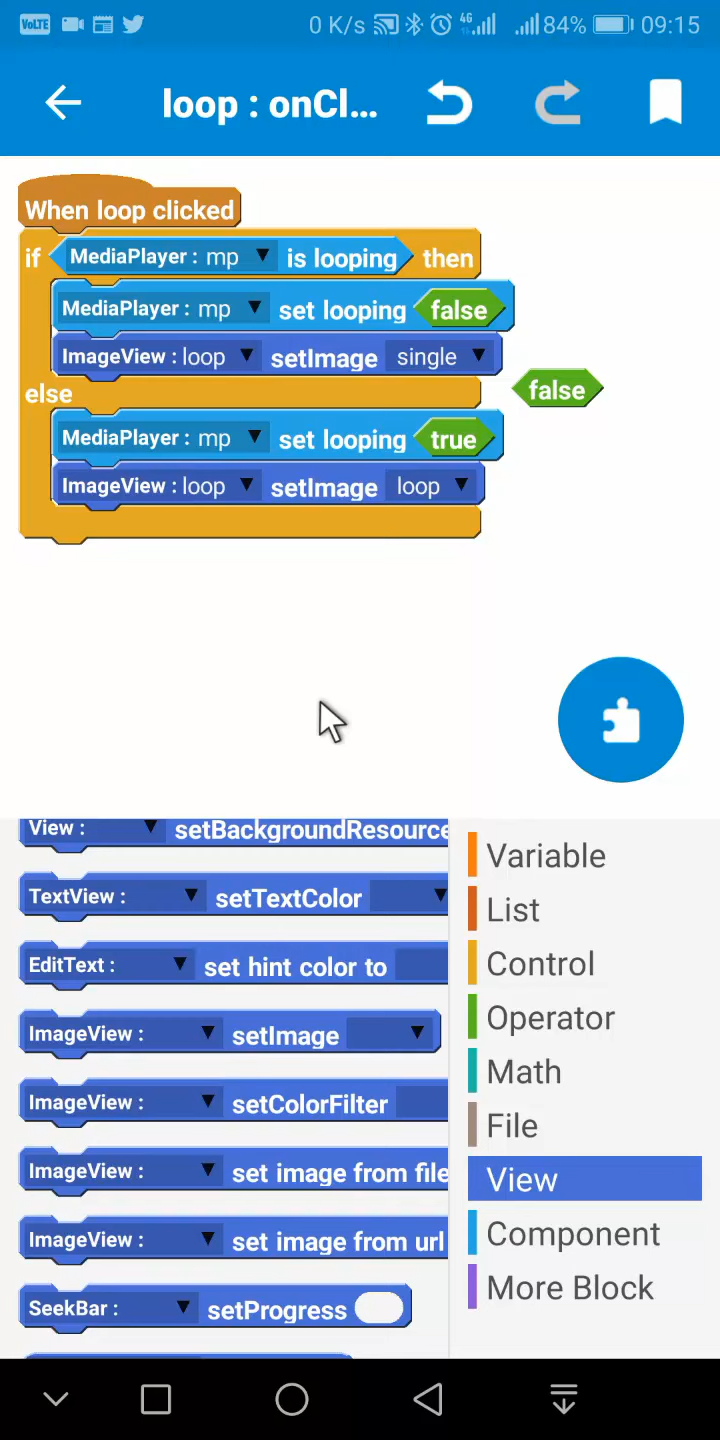 VoLTE 0 K/s 4G 84% 09:15
loop : onCl...
When loop clicked
if MediaPlayer : mp is looping then
MediaPlayer : mp set looping false
ImageView : loop setImage single
else false
MediaPlayer : mp set looping true
ImageView : loop setImage loop
View : setBackgroundResource
TextView : setTextColor
EditText : set hint color to
ImageView : setImage
ImageView : setColorFilter
ImageView : set image from file
ImageView : set image from url
SeekBar : setProgress
Variable
List
Control
Operator
Math
File
View
Component
More Block